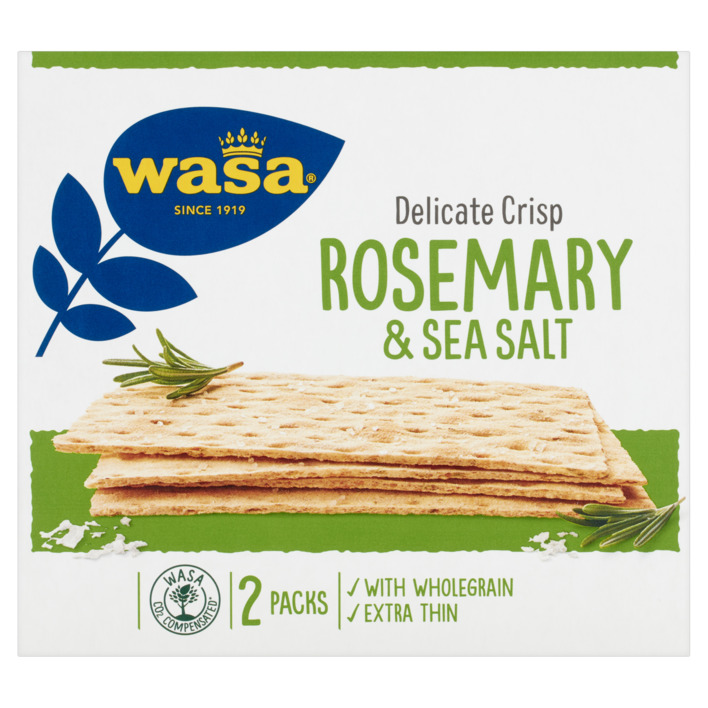 wasa®
SINCE 1919
Delicate Crisp
ROSEMARY
& SEA SALT
WASA
CO2 COMPENSATED*
2 PACKS
✓ WITH WHOLEGRAIN
✓ EXTRA THIN